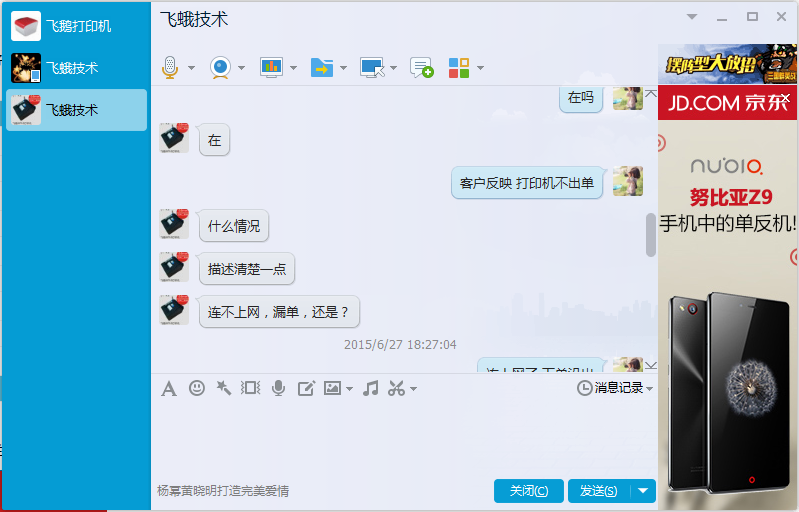 飞鹅打印机
飞蛾技术
飞蛾技术
飞蛾技术
在吗
在
客户反映 打印机不出单
什么情况
描述清楚一点
连不上网，漏单，还是？
2015/6/27 18:27:04
消息记录
杨幂黄晓明打造完美爱情
关闭(C)
发送(S)
摆阵型大放招
JD.COM 京东
nubia
努比亚Z9
手机中的单反机!